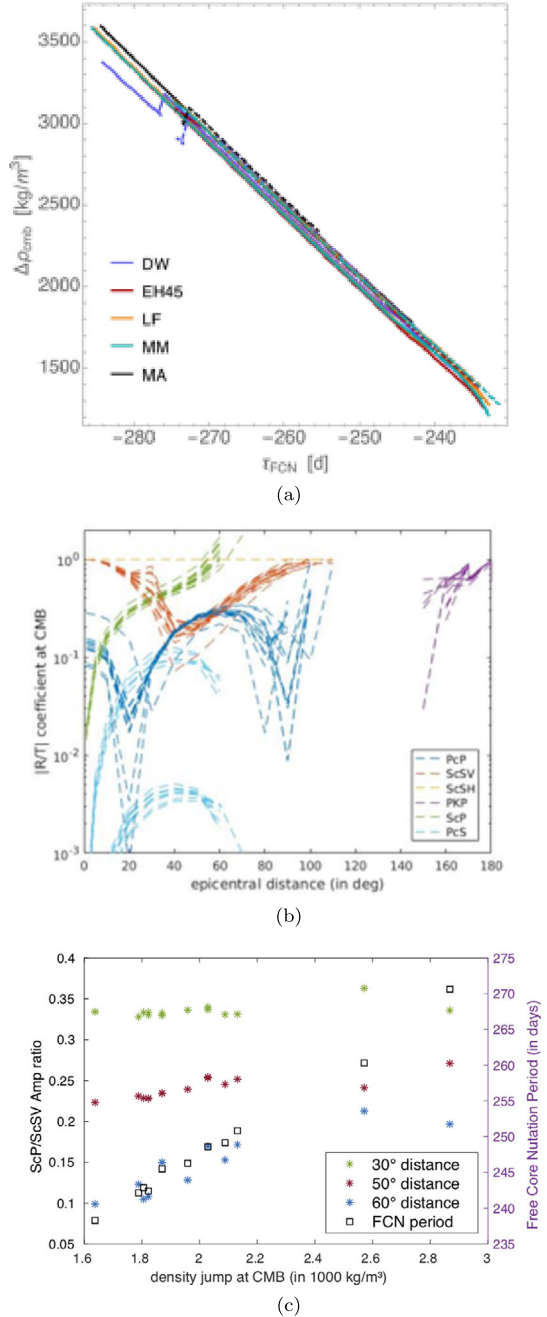 3500
3000
2500
2000
1500
Δρcmb [kg/m³]
DW
EH45
LF
MM
MA
−280 −270 −260 −250 −240
τFCN [d]
(a)
10⁰
10⁻¹
10⁻²
10⁻³
|R/T| coefficient at CMB
PcP
ScSV
ScSH
PKP
ScP
PcS
0 20 40 60 80 100 120 140 160 180
epicentral distance (in deg)
(b)
0.4 275
0.35 270
0.3 265
0.25 260
0.2 255
0.15 250
0.1 245
0.05 240
235
ScP/ScSV Amp ratio
Free Core Nutation Period (in days)
30° distance
50° distance
60° distance
FCN period
1.6 1.8 2 2.2 2.4 2.6 2.8 3
density jump at CMB (in 1000 kg/m³)
(c)